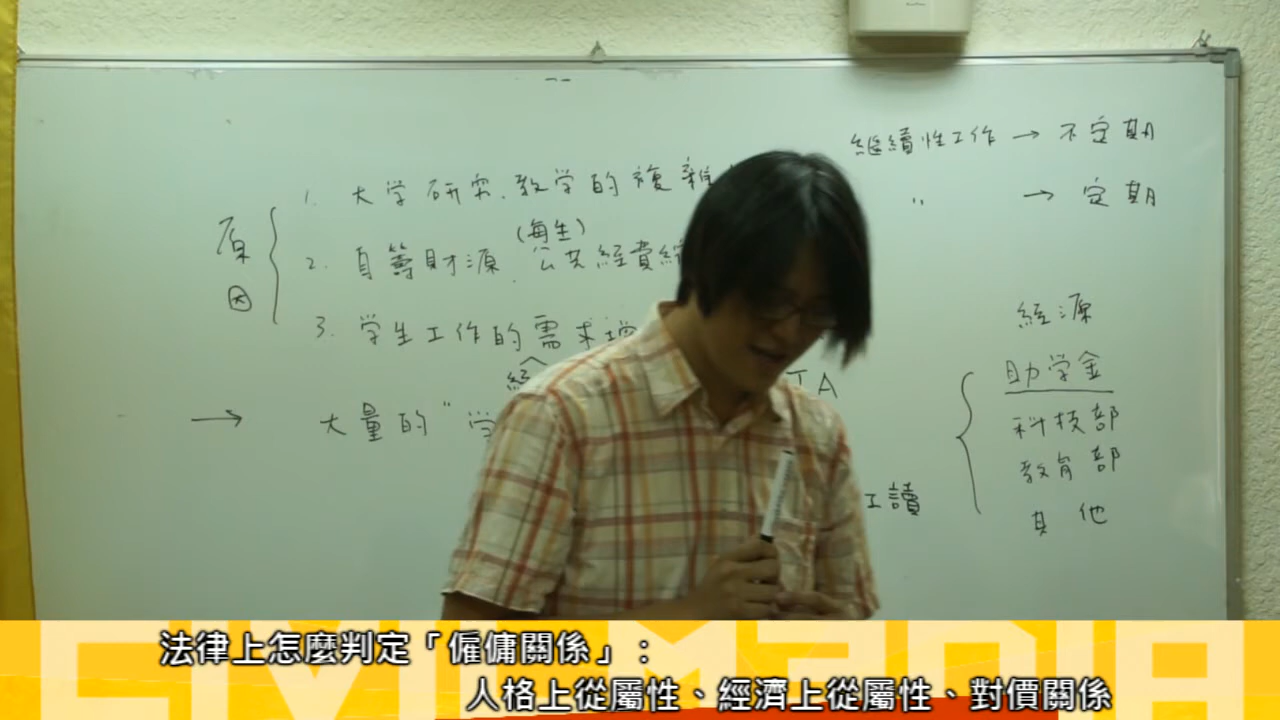 繼續性工作 → 不定期
〃 → 定期
原因
1. 大学研究.教学的複雜
(每生)
2. 自籌財源.公共経費
3. 学生工作的需求增
経
→ 大量的"学
TA
工讀
経源
助学金
科技部
教育部
其他
法律上怎麼判定「僱傭關係」：
人格上從屬性、經濟上從屬性、對價關係